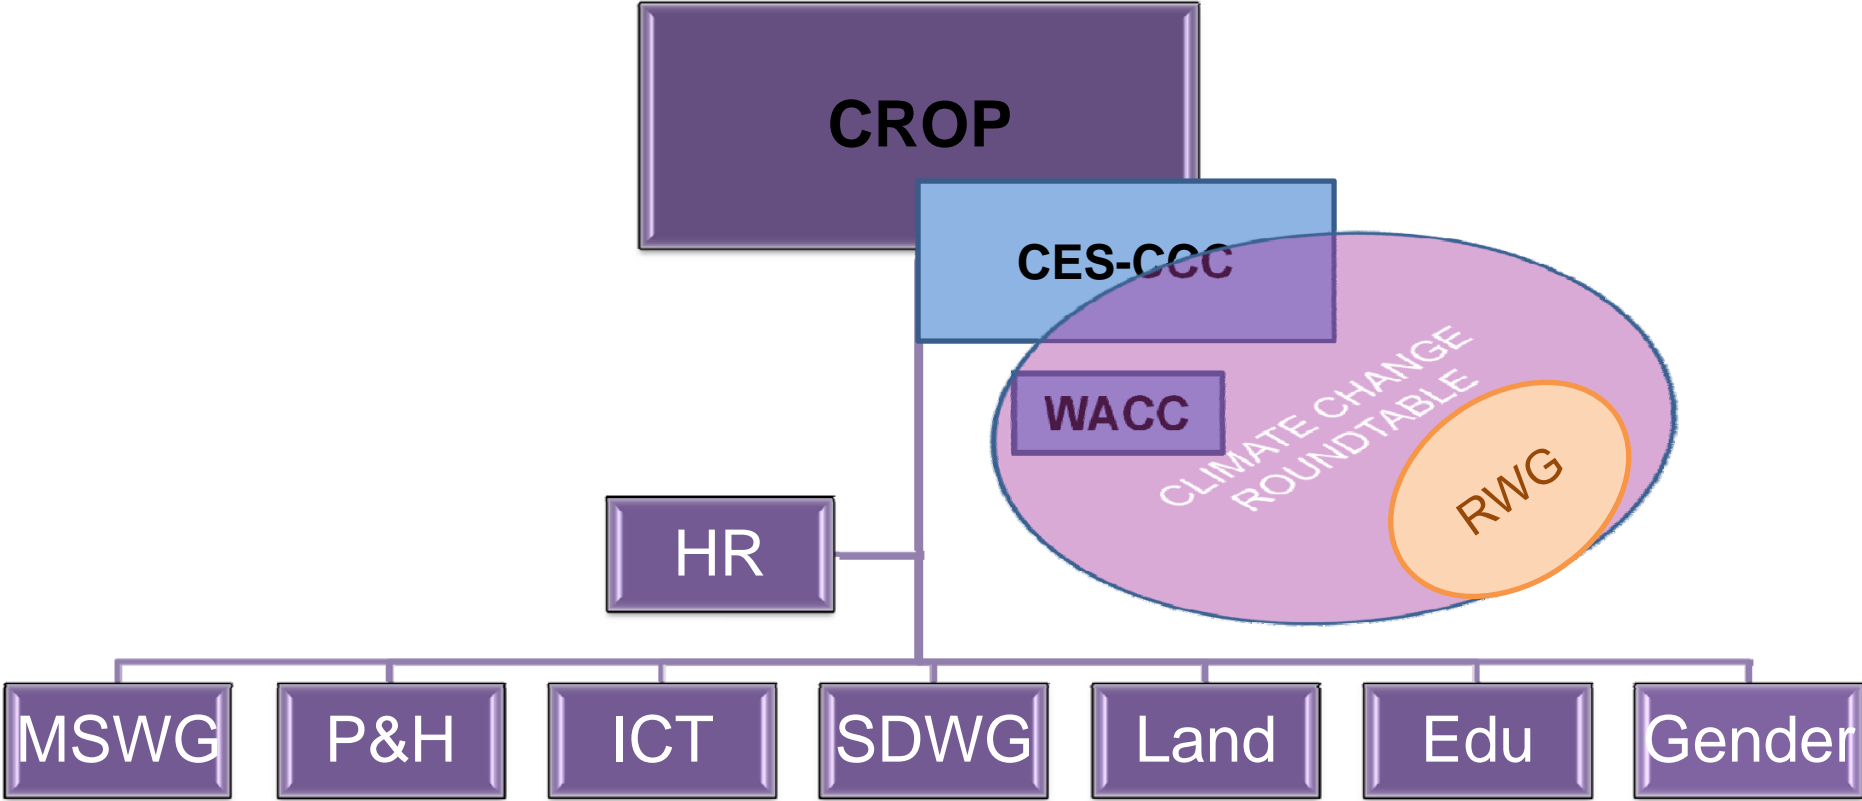 CROP
CES-CCC
WACC
CLIMATE CHANGE
ROUNDTABLE
RWG
HR
MSWG
P&H
ICT
SDWG
Land
Edu
Gender